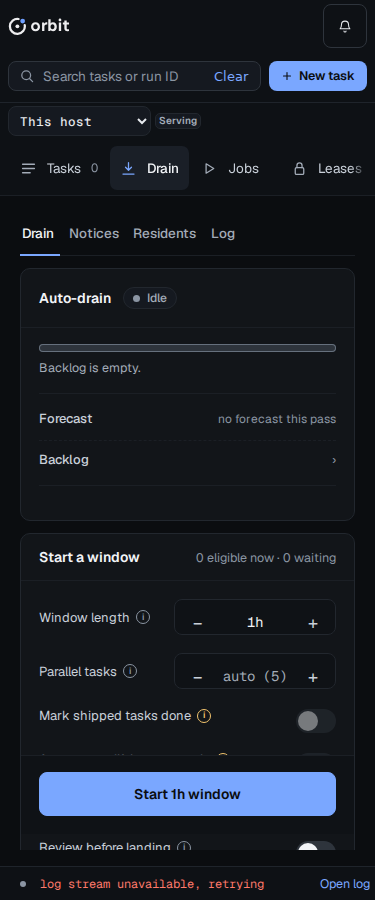 orbit
Search tasks or run ID Clear
+ New task
This host Serving
Tasks 0 Drain Jobs Leases
Drain Notices Residents Log
Auto-drain Idle
Backlog is empty.
Forecast no forecast this pass
Backlog ›
Start a window 0 eligible now · 0 waiting
Window length − 1h +
Parallel tasks − auto (5) +
Mark shipped tasks done
Start 1h window
Review before landing
log stream unavailable, retrying Open log